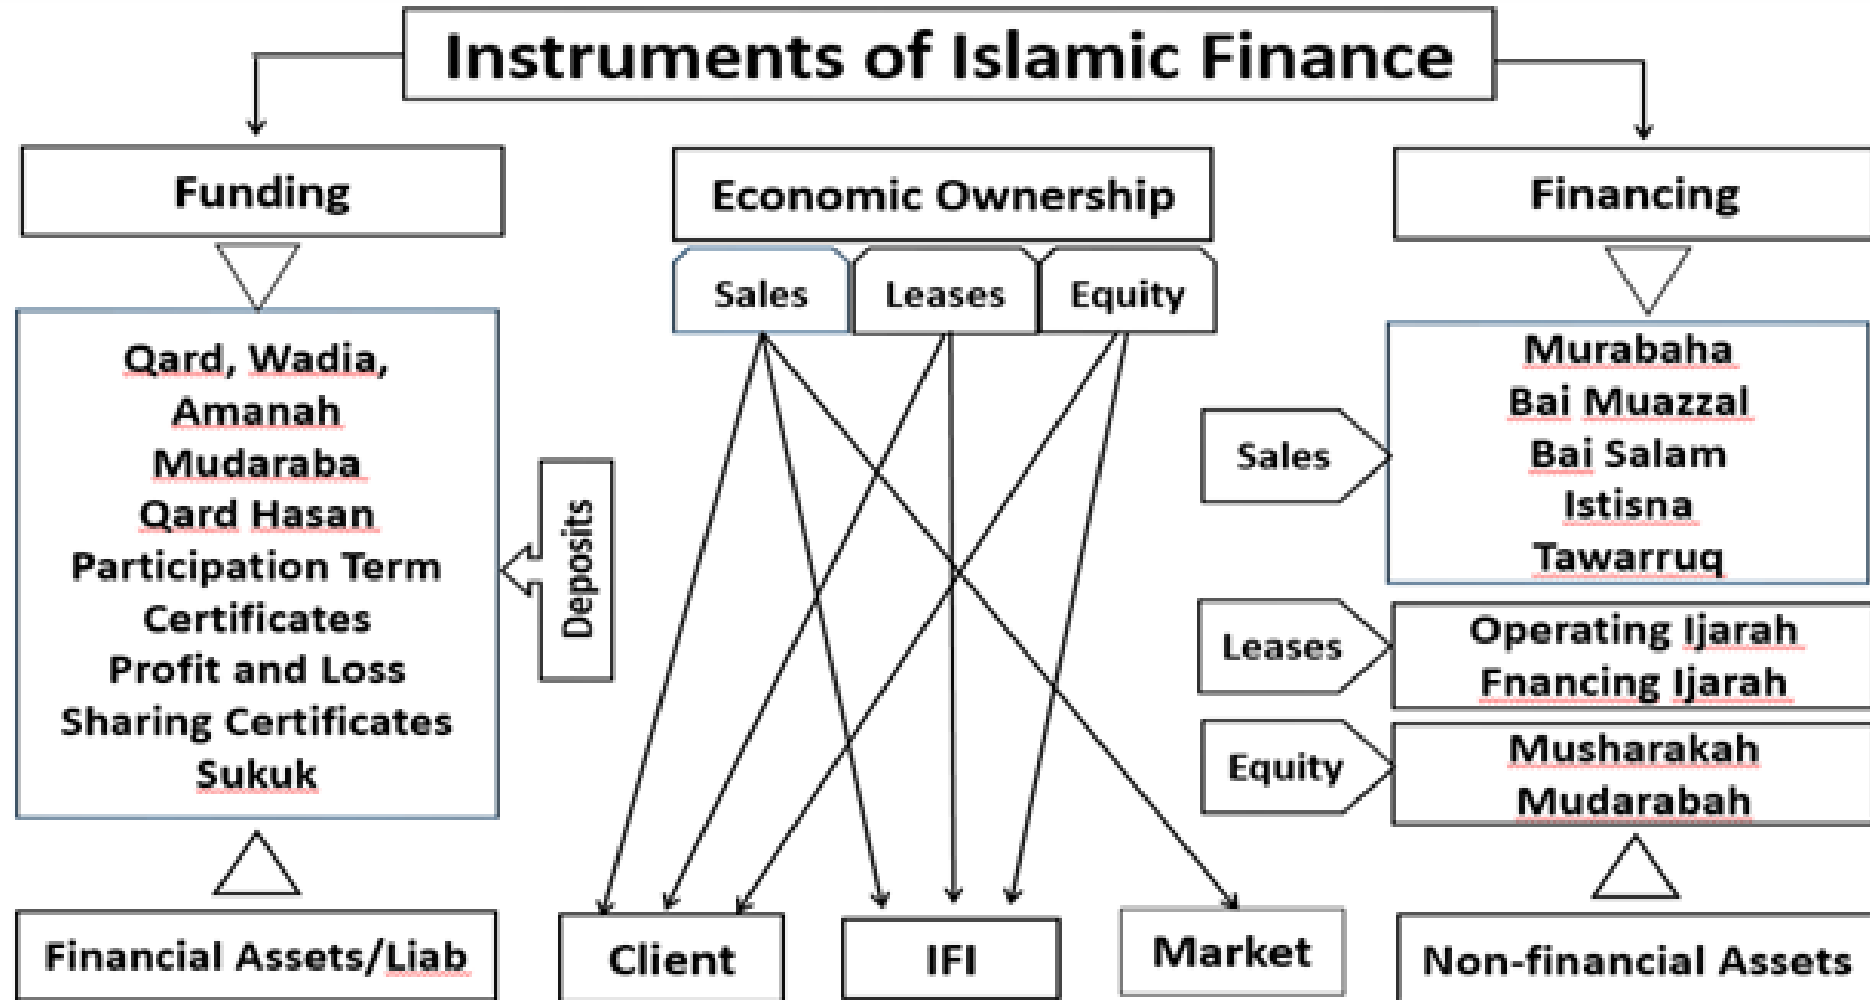 Instruments of Islamic Finance
Funding
Economic Ownership
Financing
Sales
Leases
Equity
Qard, Wadia,
Amanah
Mudaraba
Qard Hasan
Participation Term
Certificates
Profit and Loss
Sharing Certificates
Sukuk
Deposits
Sales
Murabaha
Bai Muazzal
Bai Salam
Istisna
Tawarruq
Leases
Operating Ijarah
Fnancing Ijarah
Equity
Musharakah
Mudarabah
Financial Assets/Liab
Client
IFI
Market
Non-financial Assets